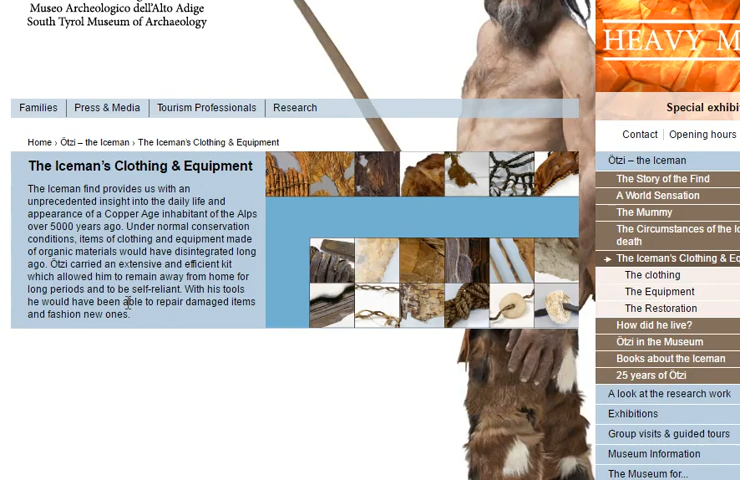 Museo Archeologico dell'Alto Adige
South Tyrol Museum of Archaeology
HEAVY M
Families
Press & Media
Tourism Professionals
Research
Special exhibi
Contact
Opening hours
Home › Ötzi – the Iceman › The Iceman's Clothing & Equipment
The Iceman's Clothing & Equipment
The Iceman find provides us with an
unprecedented insight into the daily life and
appearance of a Copper Age inhabitant of the Alps
over 5000 years ago. Under normal conservation
conditions, items of clothing and equipment made
of organic materials would have disintegrated long
ago. Ötzi carried an extensive and efficient kit
which allowed him to remain away from home for
long periods and to be self-reliant. With his tools
he would have been able to repair damaged items
and fashion new ones.
Ötzi – the Iceman
The Story of the Find
A World Sensation
The Mummy
The Circumstances of the Ic
death
The Iceman's Clothing & Eq
The clothing
The Equipment
The Restoration
How did he live?
Ötzi in the Museum
Books about the Iceman
25 years of Ötzi
A look at the research work
Exhibitions
Group visits & guided tours
Museum Information
The Museum for...